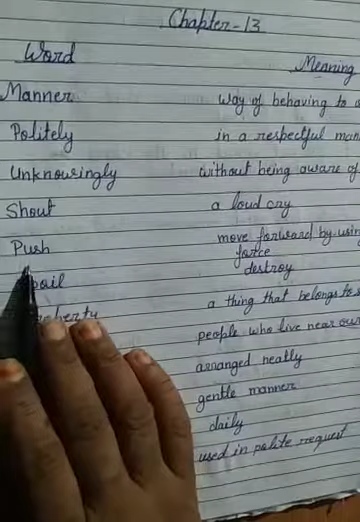 Chapter-13
Word Meaning
Manner way of behaving to
Politely in a respectful
Unknowingly without being aware of
Shout a loud cry
Push move forward by using
force
destroy
a thing that belongs to
people who live near our
arranged neatly
gentle manner
daily
used in polite request